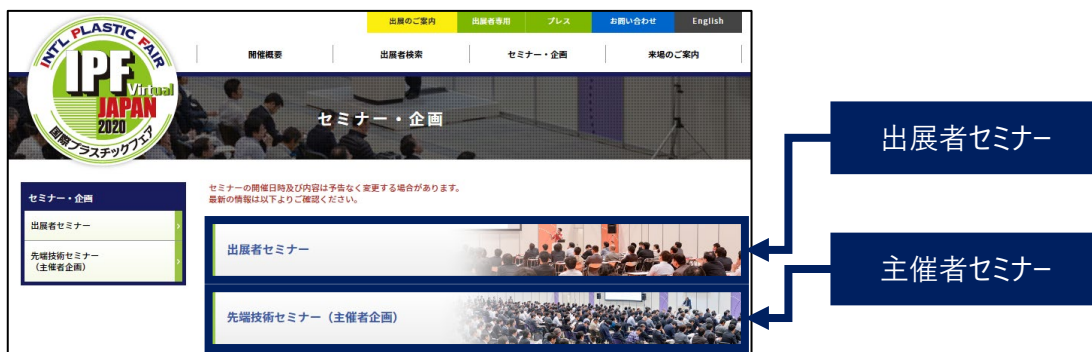 出展のご案内
出展者専用
プレス
お問い合わせ
English
INT'L PLASTIC FAIR
IPF
Virtual
JAPAN
2020
国際プラスチックフェア
開催概要
出展者検索
セミナー・企画
来場のご案内
セミナー・企画
セミナー・企画
出展者セミナー
先端技術セミナー
（主催者企画）
セミナーの開催日時及び内容は予告なく変更する場合があります。
最新の情報は以下よりご確認ください。
出展者セミナー
先端技術セミナー（主催者企画）
出展者セミナー
主催者セミナー